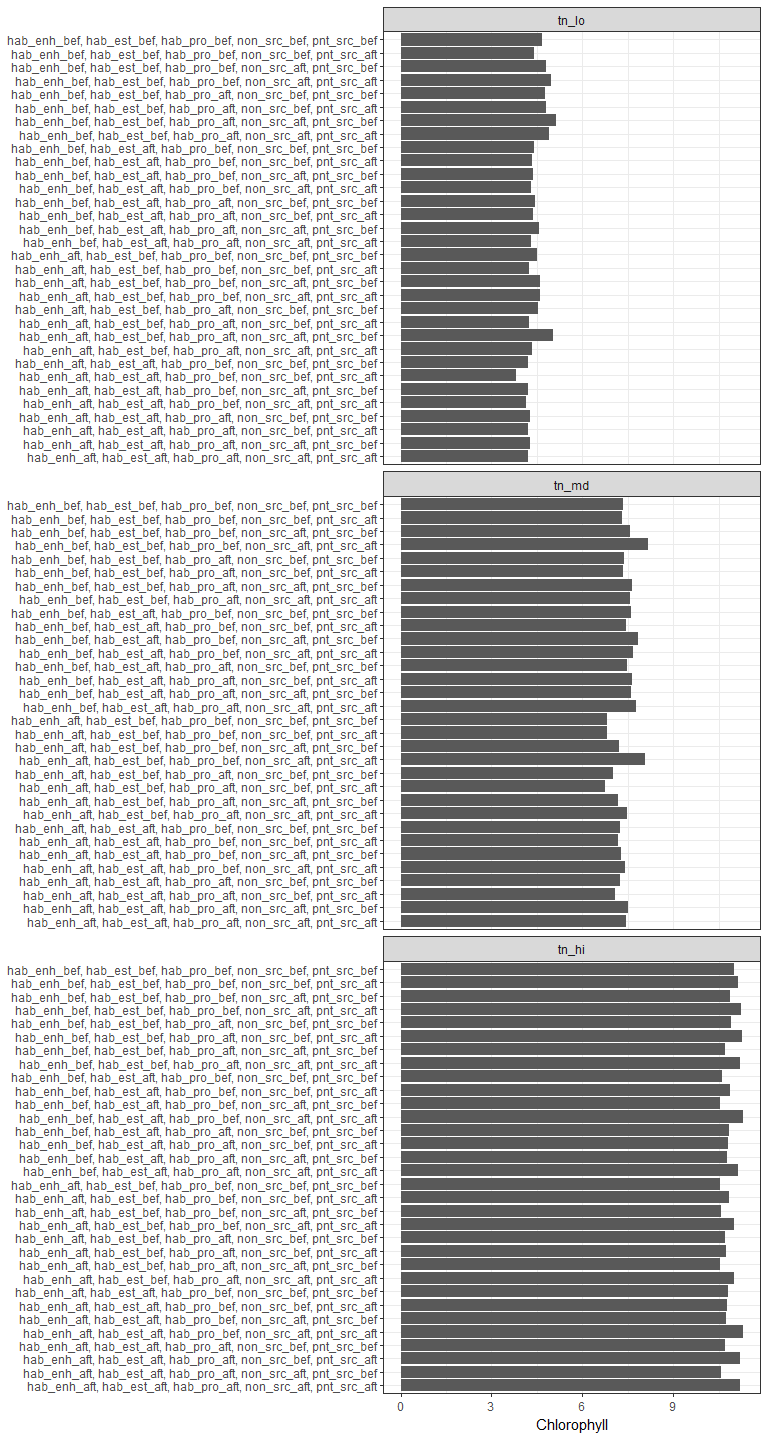 tn_lo
hab_enh_bef, hab_est_bef, hab_pro_bef, non_src_bef, pnt_src_bef
hab_enh_bef, hab_est_bef, hab_pro_bef, non_src_bef, pnt_src_aft
hab_enh_bef, hab_est_bef, hab_pro_bef, non_src_aft, pnt_src_bef
hab_enh_bef, hab_est_bef, hab_pro_bef, non_src_aft, pnt_src_aft
hab_enh_bef, hab_est_bef, hab_pro_aft, non_src_bef, pnt_src_bef
hab_enh_bef, hab_est_bef, hab_pro_aft, non_src_bef, pnt_src_aft
hab_enh_bef, hab_est_bef, hab_pro_aft, non_src_aft, pnt_src_bef
hab_enh_bef, hab_est_bef, hab_pro_aft, non_src_aft, pnt_src_aft
hab_enh_bef, hab_est_aft, hab_pro_bef, non_src_bef, pnt_src_bef
hab_enh_bef, hab_est_aft, hab_pro_bef, non_src_bef, pnt_src_aft
hab_enh_bef, hab_est_aft, hab_pro_bef, non_src_aft, pnt_src_bef
hab_enh_bef, hab_est_aft, hab_pro_bef, non_src_aft, pnt_src_aft
hab_enh_bef, hab_est_aft, hab_pro_aft, non_src_bef, pnt_src_bef
hab_enh_bef, hab_est_aft, hab_pro_aft, non_src_bef, pnt_src_aft
hab_enh_bef, hab_est_aft, hab_pro_aft, non_src_aft, pnt_src_bef
hab_enh_bef, hab_est_aft, hab_pro_aft, non_src_aft, pnt_src_aft
hab_enh_aft, hab_est_bef, hab_pro_bef, non_src_bef, pnt_src_bef
hab_enh_aft, hab_est_bef, hab_pro_bef, non_src_bef, pnt_src_aft
hab_enh_aft, hab_est_bef, hab_pro_bef, non_src_aft, pnt_src_bef
hab_enh_aft, hab_est_bef, hab_pro_bef, non_src_aft, pnt_src_aft
hab_enh_aft, hab_est_bef, hab_pro_aft, non_src_bef, pnt_src_bef
hab_enh_aft, hab_est_bef, hab_pro_aft, non_src_bef, pnt_src_aft
hab_enh_aft, hab_est_bef, hab_pro_aft, non_src_aft, pnt_src_bef
hab_enh_aft, hab_est_bef, hab_pro_aft, non_src_aft, pnt_src_aft
hab_enh_aft, hab_est_aft, hab_pro_bef, non_src_bef, pnt_src_bef
hab_enh_aft, hab_est_aft, hab_pro_bef, non_src_bef, pnt_src_aft
hab_enh_aft, hab_est_aft, hab_pro_bef, non_src_aft, pnt_src_bef
hab_enh_aft, hab_est_aft, hab_pro_bef, non_src_aft, pnt_src_aft
hab_enh_aft, hab_est_aft, hab_pro_aft, non_src_bef, pnt_src_bef
hab_enh_aft, hab_est_aft, hab_pro_aft, non_src_bef, pnt_src_aft
hab_enh_aft, hab_est_aft, hab_pro_aft, non_src_aft, pnt_src_bef
hab_enh_aft, hab_est_aft, hab_pro_aft, non_src_aft, pnt_src_aft
tn_md
hab_enh_bef, hab_est_bef, hab_pro_bef, non_src_bef, pnt_src_bef
hab_enh_bef, hab_est_bef, hab_pro_bef, non_src_bef, pnt_src_aft
hab_enh_bef, hab_est_bef, hab_pro_bef, non_src_aft, pnt_src_bef
hab_enh_bef, hab_est_bef, hab_pro_bef, non_src_aft, pnt_src_aft
hab_enh_bef, hab_est_bef, hab_pro_aft, non_src_bef, pnt_src_bef
hab_enh_bef, hab_est_bef, hab_pro_aft, non_src_bef, pnt_src_aft
hab_enh_bef, hab_est_bef, hab_pro_aft, non_src_aft, pnt_src_bef
hab_enh_bef, hab_est_bef, hab_pro_aft, non_src_aft, pnt_src_aft
hab_enh_bef, hab_est_aft, hab_pro_bef, non_src_bef, pnt_src_bef
hab_enh_bef, hab_est_aft, hab_pro_bef, non_src_bef, pnt_src_aft
hab_enh_bef, hab_est_aft, hab_pro_bef, non_src_aft, pnt_src_bef
hab_enh_bef, hab_est_aft, hab_pro_bef, non_src_aft, pnt_src_aft
hab_enh_bef, hab_est_aft, hab_pro_aft, non_src_bef, pnt_src_bef
hab_enh_bef, hab_est_aft, hab_pro_aft, non_src_bef, pnt_src_aft
hab_enh_bef, hab_est_aft, hab_pro_aft, non_src_aft, pnt_src_bef
hab_enh_bef, hab_est_aft, hab_pro_aft, non_src_aft, pnt_src_aft
hab_enh_aft, hab_est_bef, hab_pro_bef, non_src_bef, pnt_src_bef
hab_enh_aft, hab_est_bef, hab_pro_bef, non_src_bef, pnt_src_aft
hab_enh_aft, hab_est_bef, hab_pro_bef, non_src_aft, pnt_src_bef
hab_enh_aft, hab_est_bef, hab_pro_bef, non_src_aft, pnt_src_aft
hab_enh_aft, hab_est_bef, hab_pro_aft, non_src_bef, pnt_src_bef
hab_enh_aft, hab_est_bef, hab_pro_aft, non_src_bef, pnt_src_aft
hab_enh_aft, hab_est_bef, hab_pro_aft, non_src_aft, pnt_src_bef
hab_enh_aft, hab_est_bef, hab_pro_aft, non_src_aft, pnt_src_aft
hab_enh_aft, hab_est_aft, hab_pro_bef, non_src_bef, pnt_src_bef
hab_enh_aft, hab_est_aft, hab_pro_bef, non_src_bef, pnt_src_aft
hab_enh_aft, hab_est_aft, hab_pro_bef, non_src_aft, pnt_src_bef
hab_enh_aft, hab_est_aft, hab_pro_bef, non_src_aft, pnt_src_aft
hab_enh_aft, hab_est_aft, hab_pro_aft, non_src_bef, pnt_src_bef
hab_enh_aft, hab_est_aft, hab_pro_aft, non_src_bef, pnt_src_aft
hab_enh_aft, hab_est_aft, hab_pro_aft, non_src_aft, pnt_src_bef
hab_enh_aft, hab_est_aft, hab_pro_aft, non_src_aft, pnt_src_aft
tn_hi
hab_enh_bef, hab_est_bef, hab_pro_bef, non_src_bef, pnt_src_bef
hab_enh_bef, hab_est_bef, hab_pro_bef, non_src_bef, pnt_src_aft
hab_enh_bef, hab_est_bef, hab_pro_bef, non_src_aft, pnt_src_bef
hab_enh_bef, hab_est_bef, hab_pro_bef, non_src_aft, pnt_src_aft
hab_enh_bef, hab_est_bef, hab_pro_aft, non_src_bef, pnt_src_bef
hab_enh_bef, hab_est_bef, hab_pro_aft, non_src_bef, pnt_src_aft
hab_enh_bef, hab_est_bef, hab_pro_aft, non_src_aft, pnt_src_bef
hab_enh_bef, hab_est_bef, hab_pro_aft, non_src_aft, pnt_src_aft
hab_enh_bef, hab_est_aft, hab_pro_bef, non_src_bef, pnt_src_bef
hab_enh_bef, hab_est_aft, hab_pro_bef, non_src_bef, pnt_src_aft
hab_enh_bef, hab_est_aft, hab_pro_bef, non_src_aft, pnt_src_bef
hab_enh_bef, hab_est_aft, hab_pro_bef, non_src_aft, pnt_src_aft
hab_enh_bef, hab_est_aft, hab_pro_aft, non_src_bef, pnt_src_bef
hab_enh_bef, hab_est_aft, hab_pro_aft, non_src_bef, pnt_src_aft
hab_enh_bef, hab_est_aft, hab_pro_aft, non_src_aft, pnt_src_bef
hab_enh_bef, hab_est_aft, hab_pro_aft, non_src_aft, pnt_src_aft
hab_enh_aft, hab_est_bef, hab_pro_bef, non_src_bef, pnt_src_bef
hab_enh_aft, hab_est_bef, hab_pro_bef, non_src_bef, pnt_src_aft
hab_enh_aft, hab_est_bef, hab_pro_bef, non_src_aft, pnt_src_bef
hab_enh_aft, hab_est_bef, hab_pro_bef, non_src_aft, pnt_src_aft
hab_enh_aft, hab_est_bef, hab_pro_aft, non_src_bef, pnt_src_bef
hab_enh_aft, hab_est_bef, hab_pro_aft, non_src_bef, pnt_src_aft
hab_enh_aft, hab_est_bef, hab_pro_aft, non_src_aft, pnt_src_bef
hab_enh_aft, hab_est_bef, hab_pro_aft, non_src_aft, pnt_src_aft
hab_enh_aft, hab_est_aft, hab_pro_bef, non_src_bef, pnt_src_bef
hab_enh_aft, hab_est_aft, hab_pro_bef, non_src_bef, pnt_src_aft
hab_enh_aft, hab_est_aft, hab_pro_bef, non_src_aft, pnt_src_bef
hab_enh_aft, hab_est_aft, hab_pro_bef, non_src_aft, pnt_src_aft
hab_enh_aft, hab_est_aft, hab_pro_aft, non_src_bef, pnt_src_bef
hab_enh_aft, hab_est_aft, hab_pro_aft, non_src_bef, pnt_src_aft
hab_enh_aft, hab_est_aft, hab_pro_aft, non_src_aft, pnt_src_bef
hab_enh_aft, hab_est_aft, hab_pro_aft, non_src_aft, pnt_src_aft
0 3 6 9
Chlorophyll